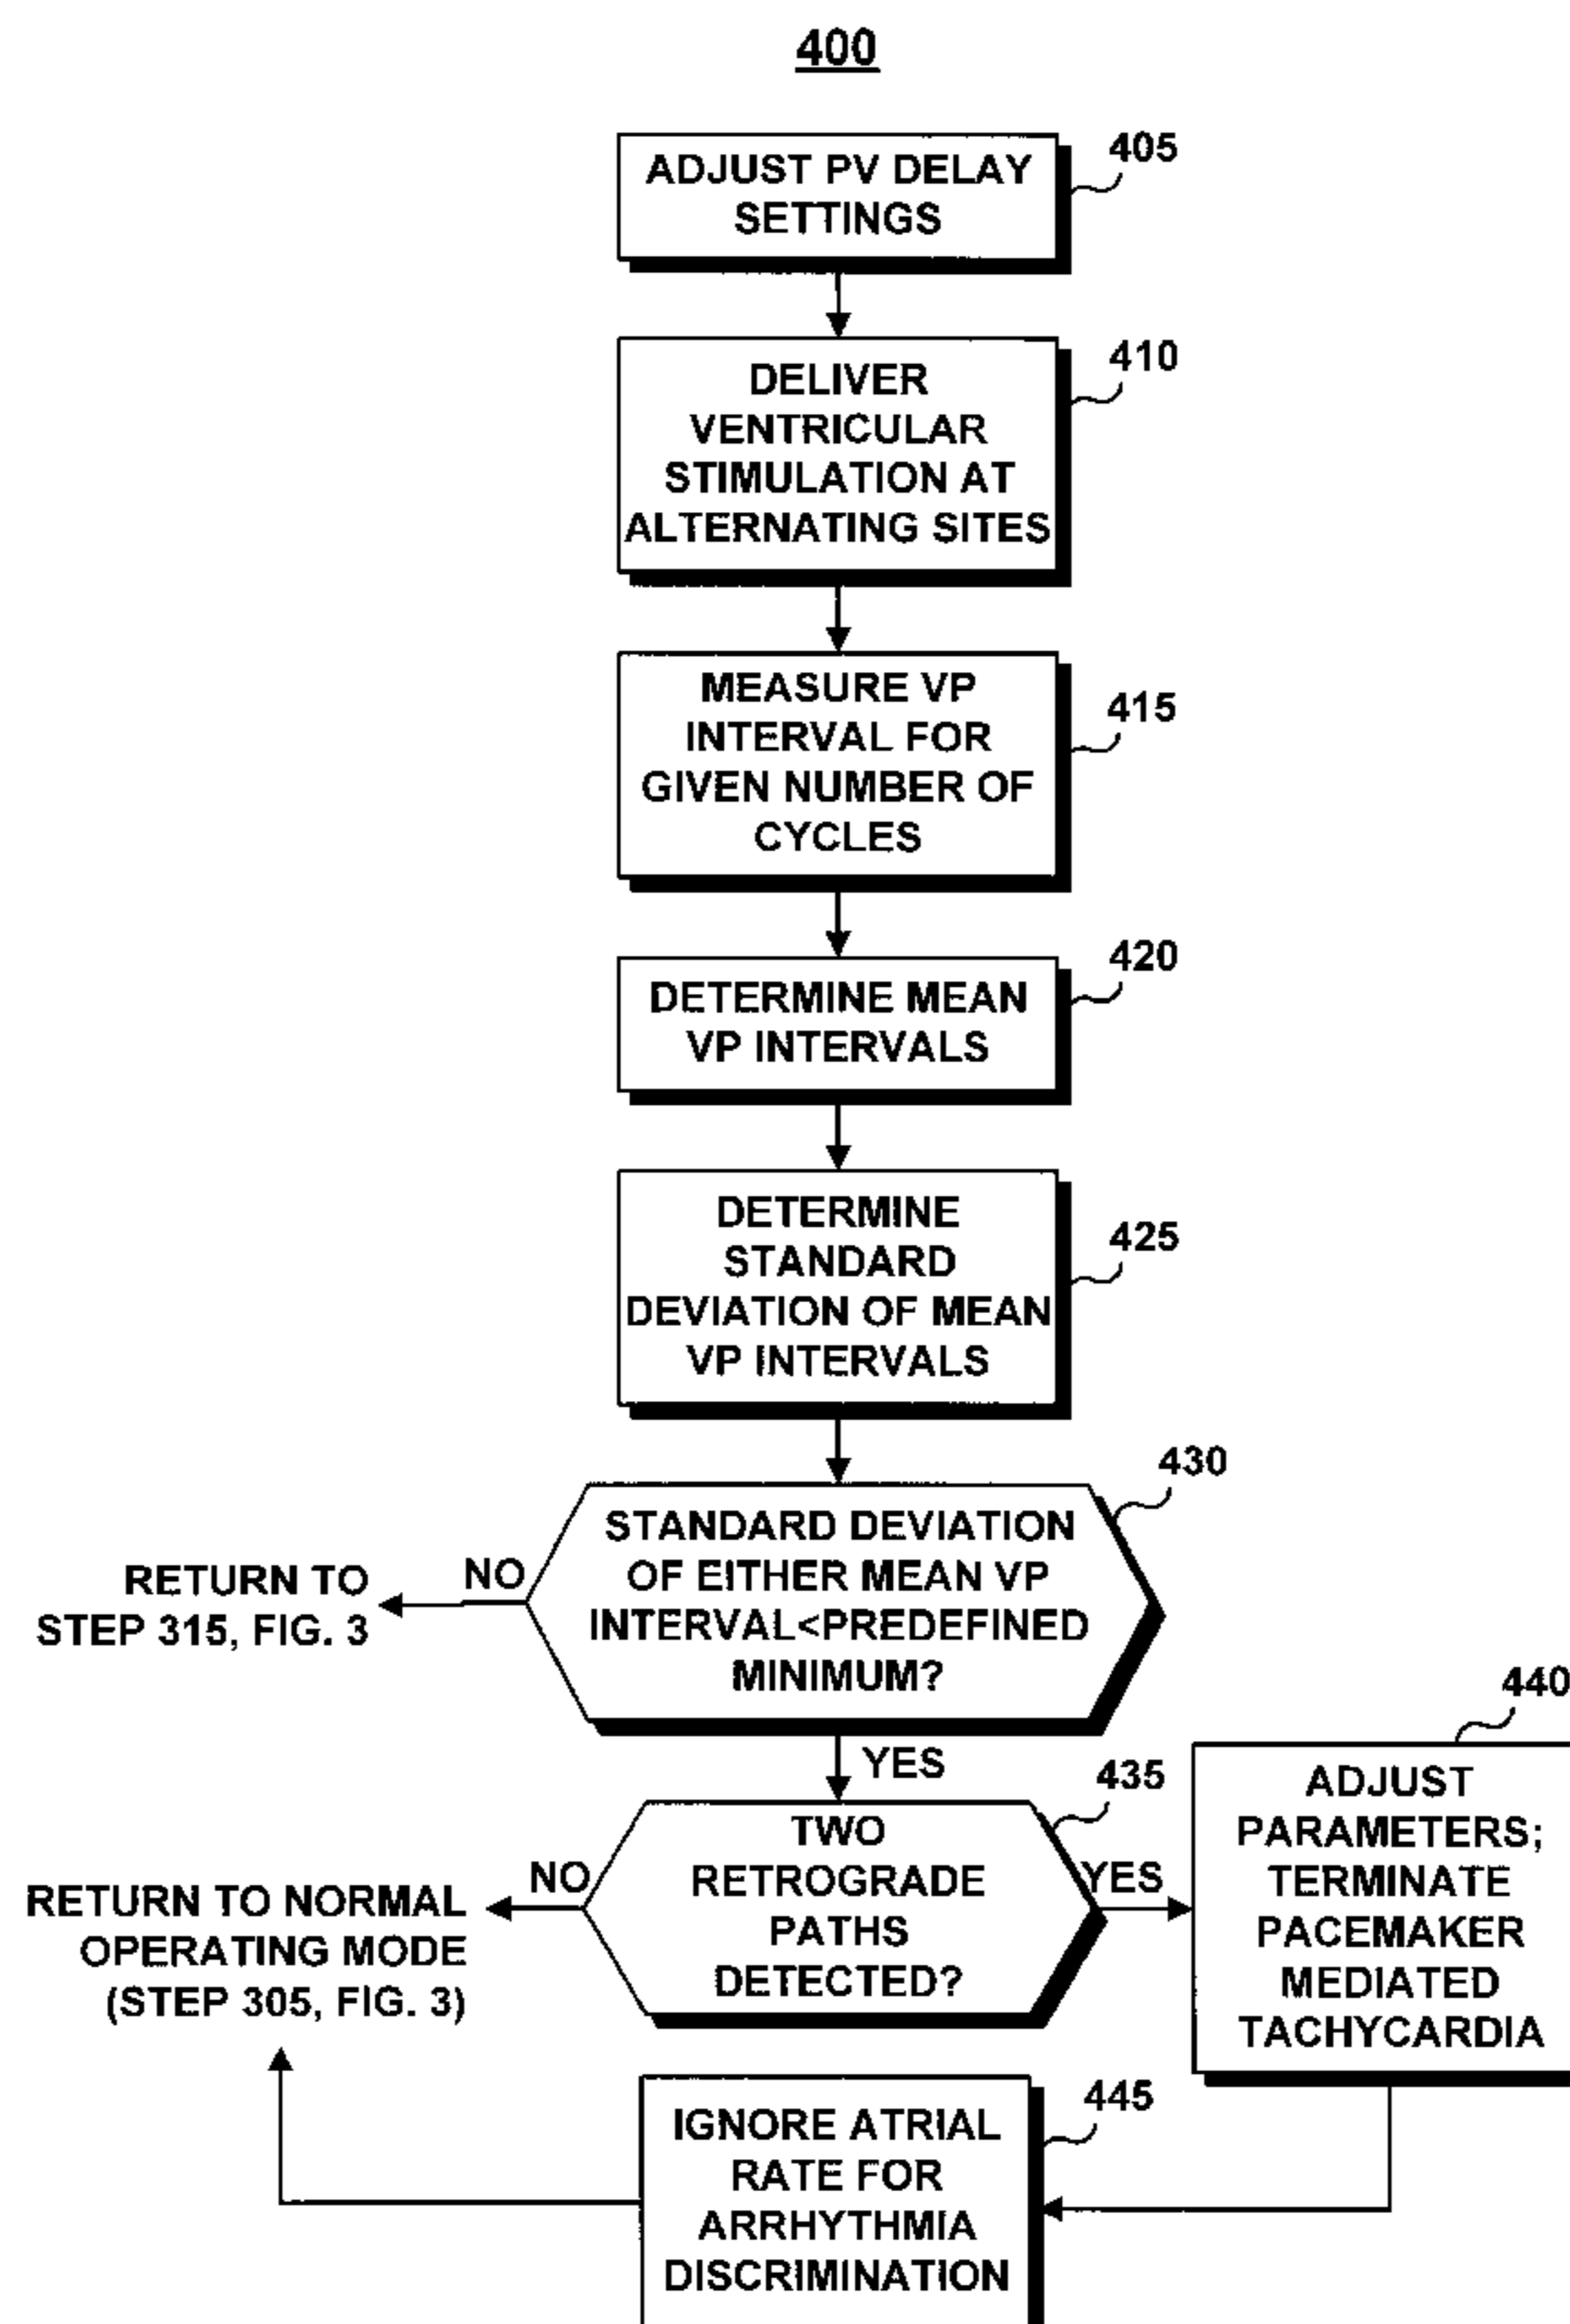 400
405
ADJUST PV DELAY
SETTINGS
410
DELIVER
VENTRICULAR
STIMULATION AT
ALTERNATING SITES
415
MEASURE VP
INTERVAL FOR
GIVEN NUMBER OF
CYCLES
420
DETERMINE MEAN
VP INTERVALS
425
DETERMINE
STANDARD
DEVIATION OF MEAN
VP INTERVALS
430
STANDARD DEVIATION
OF EITHER MEAN VP
INTERVAL<PREDEFINED
MINIMUM?
NO
RETURN TO
STEP 315, FIG. 3
YES
435
TWO
RETROGRADE
PATHS
DETECTED?
NO
RETURN TO NORMAL
OPERATING MODE
(STEP 305, FIG. 3)
YES
440
ADJUST
PARAMETERS;
TERMINATE
PACEMAKER
MEDIATED
TACHYCARDIA
445
IGNORE ATRIAL
RATE FOR
ARRHYTHMIA
DISCRIMINATION